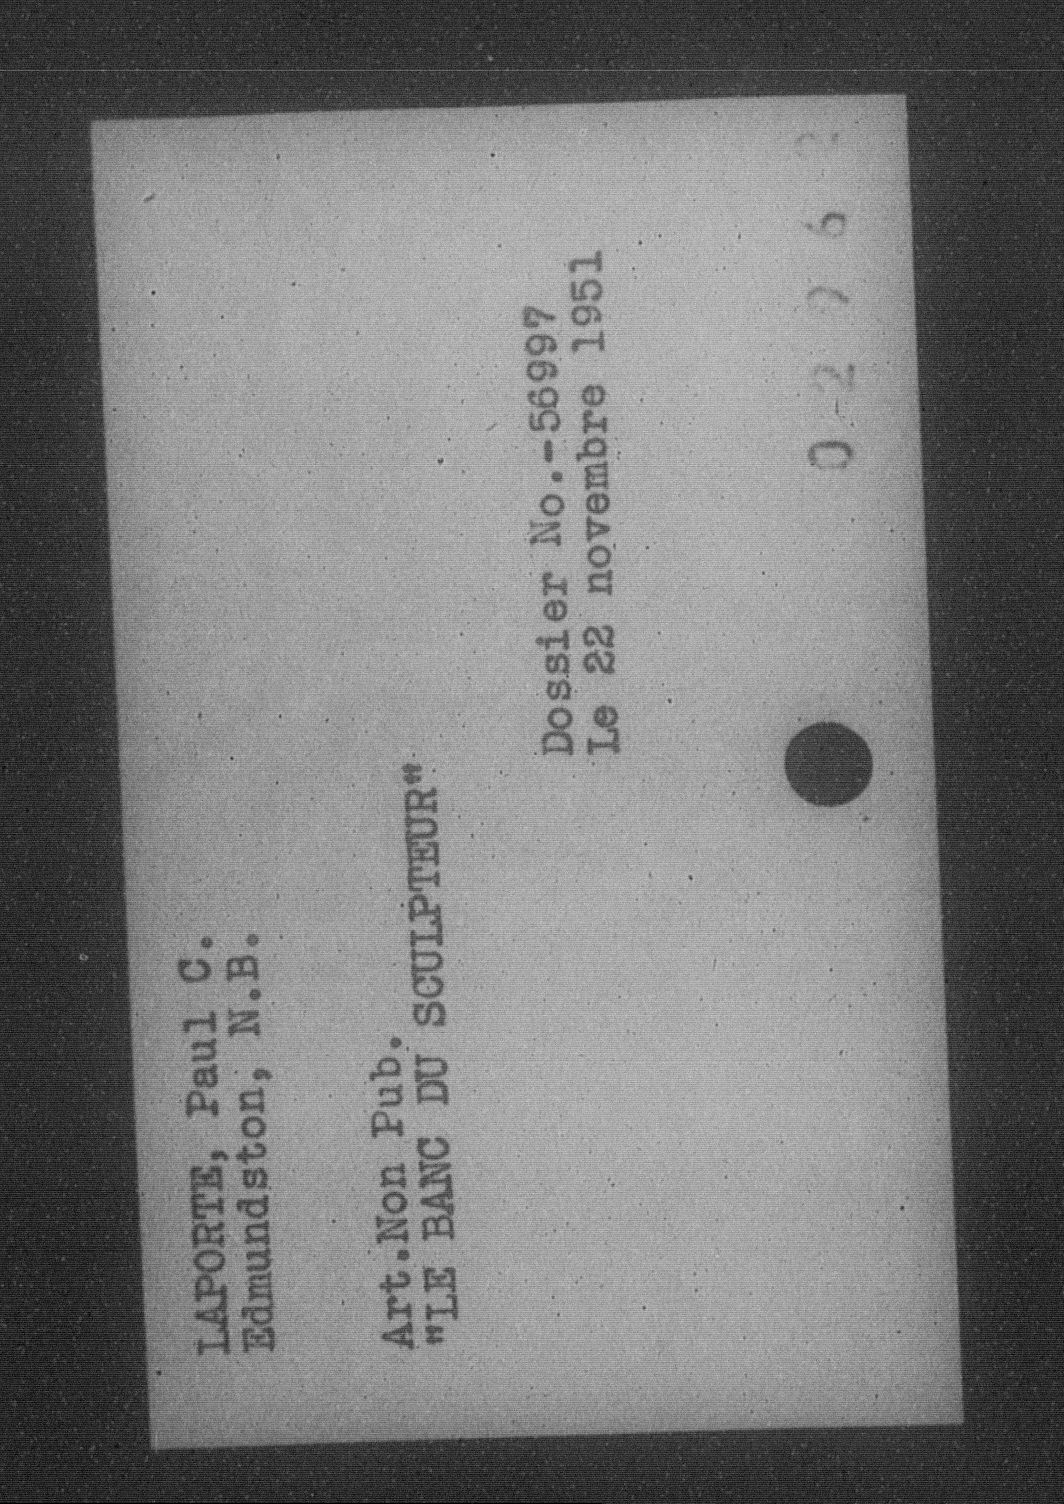 LAPORTE, Paul C.
Edmundston, N.B.
Art.Non Pub.
"LE BANC DU SCULPTEUR"
Dossier No.-56997
Le 22 novembre 1951